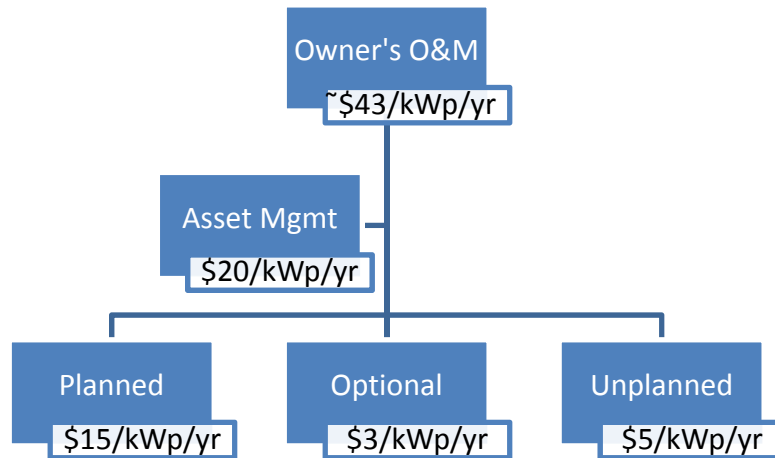 Owner's O&M
~$43/kWp/yr
Asset Mgmt
$20/kWp/yr
Planned
$15/kWp/yr
Optional
$3/kWp/yr
Unplanned
$5/kWp/yr